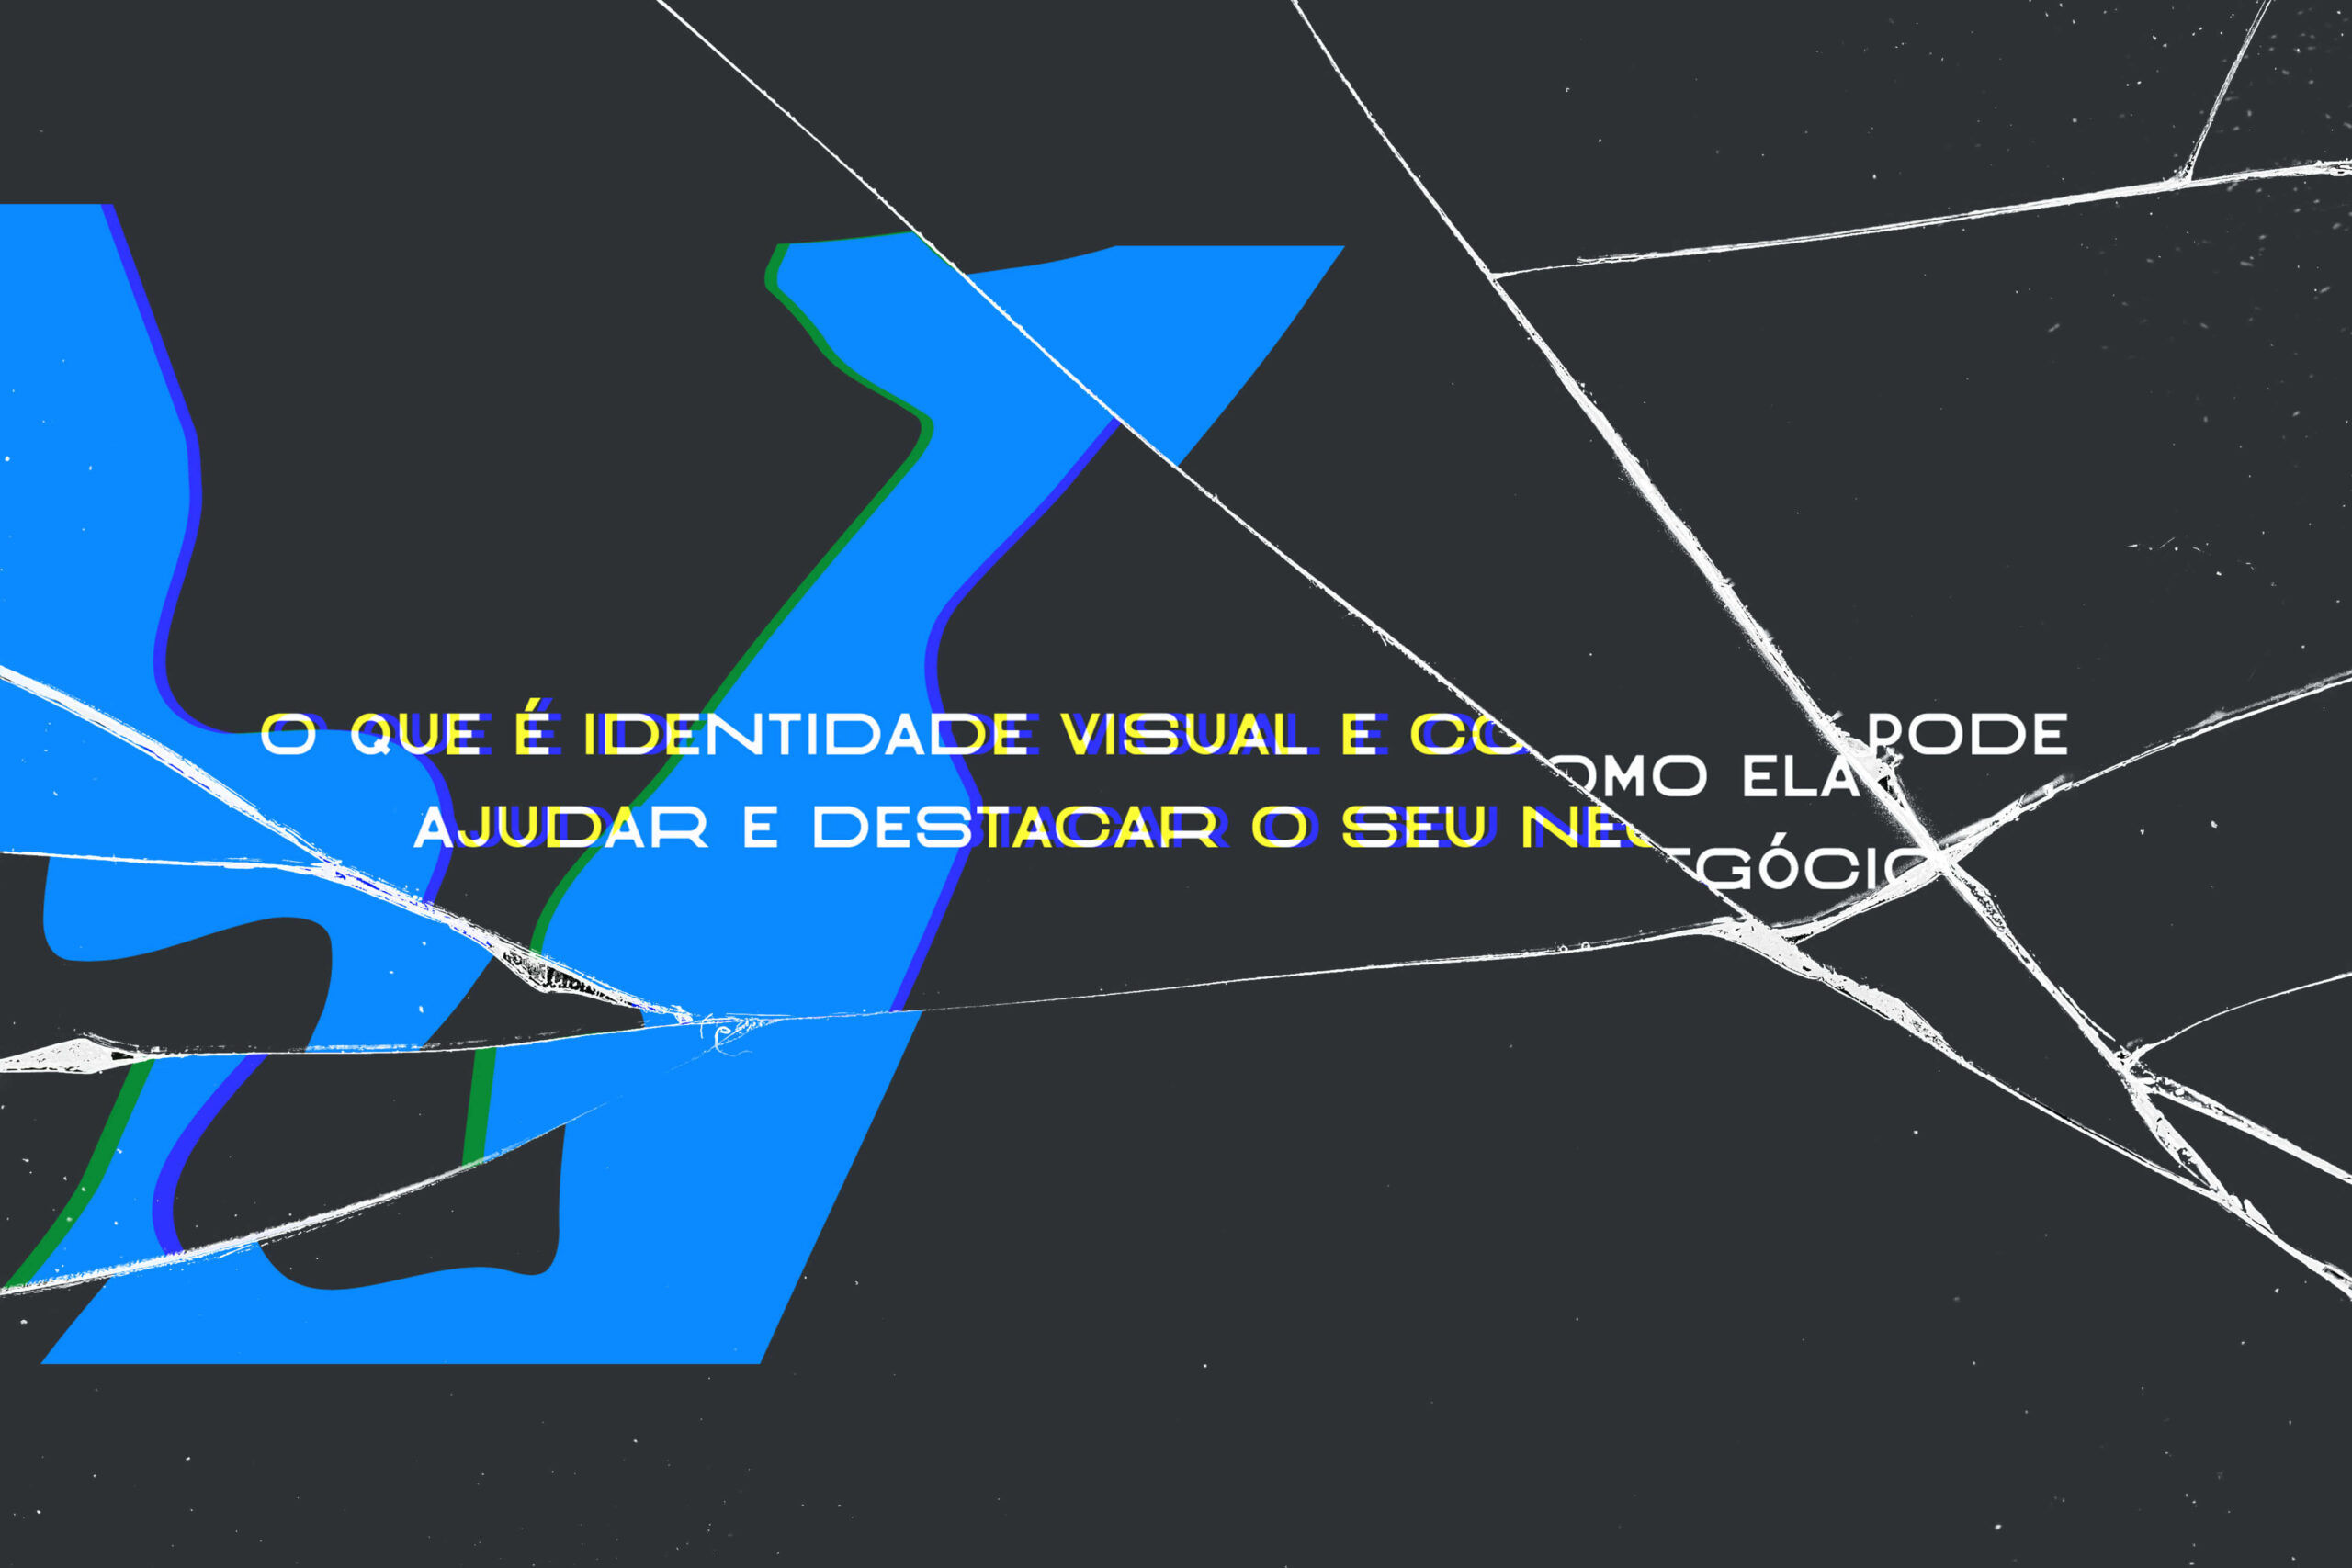 O QUE É IDENTIDADE VISUAL E COMO ELA PODE
AJUDAR E DESTACAR O SEU NEGÓCIO